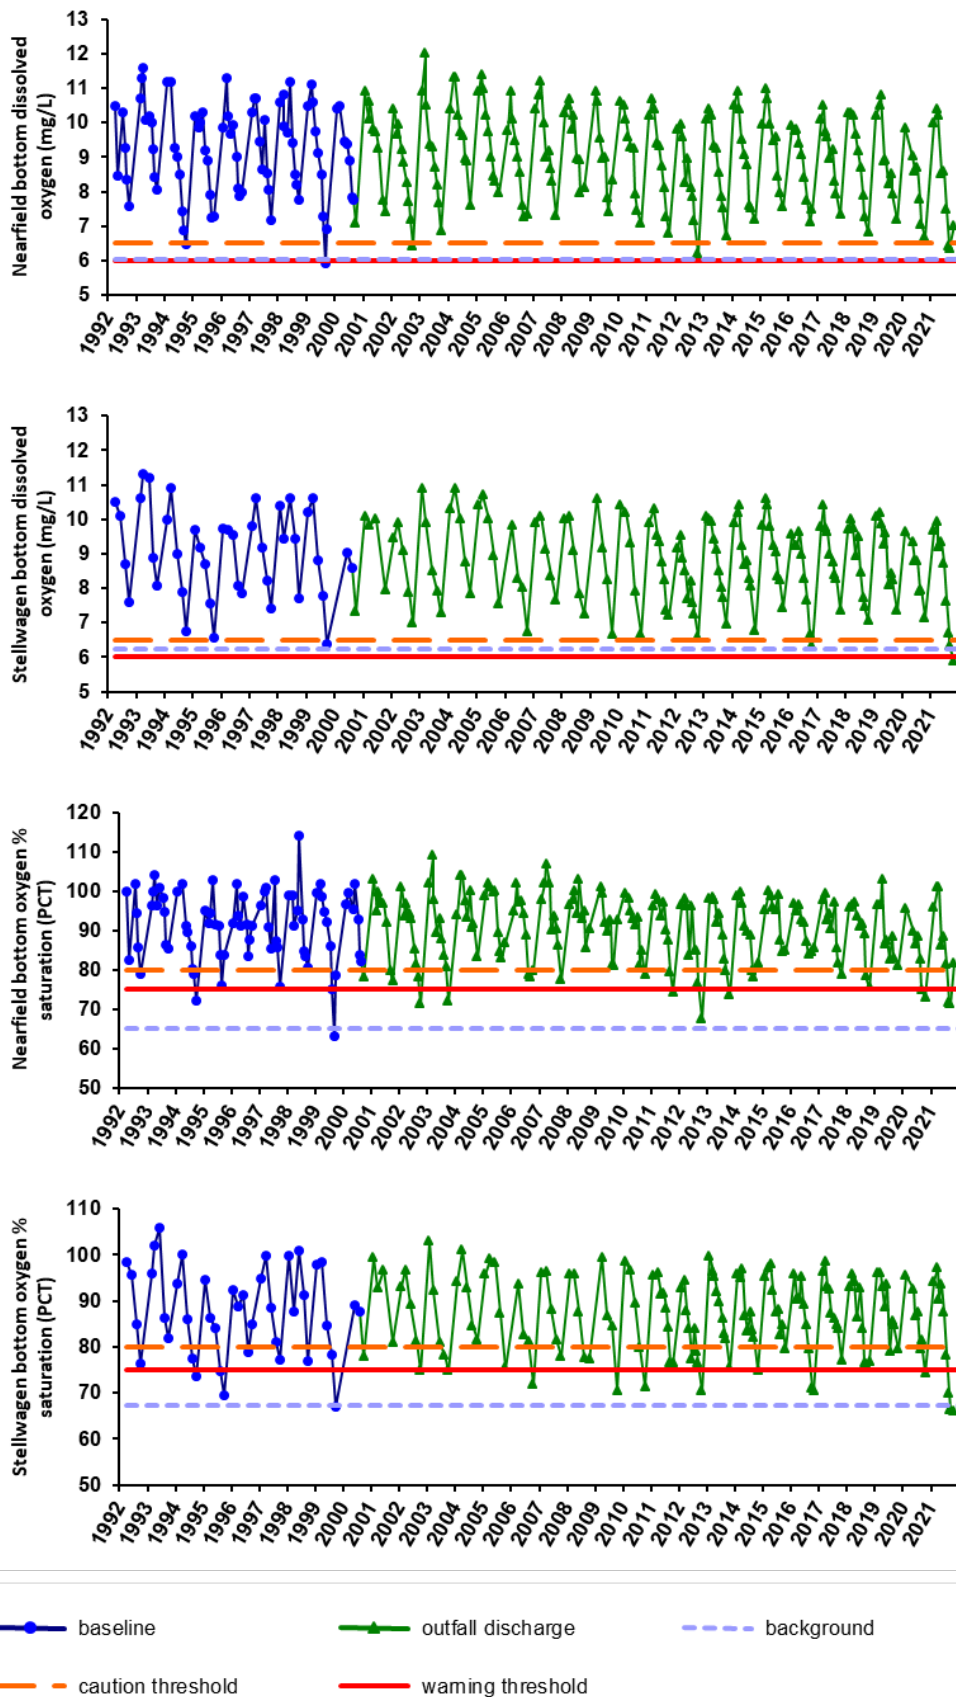 Nearfield bottom dissolved
oxygen (mg/L)
13
12
11
10
9
8
7
6
5
1992 1993 1994 1995 1996 1997 1998 1999 2000 2001 2002 2003 2004 2005 2006 2007 2008 2009 2010 2011 2012 2013 2014 2015 2016 2017 2018 2019 2020 2021
Stellwagen bottom dissolved
oxygen (mg/L)
13
12
11
10
9
8
7
6
5
1992 1993 1994 1995 1996 1997 1998 1999 2000 2001 2002 2003 2004 2005 2006 2007 2008 2009 2010 2011 2012 2013 2014 2015 2016 2017 2018 2019 2020 2021
Nearfield bottom oxygen %
saturation (PCT)
120
110
100
90
80
70
60
50
1992 1993 1994 1995 1996 1997 1998 1999 2000 2001 2002 2003 2004 2005 2006 2007 2008 2009 2010 2011 2012 2013 2014 2015 2016 2017 2018 2019 2020 2021
Stellwagen bottom oxygen %
saturation (PCT)
110
100
90
80
70
60
50
1992 1993 1994 1995 1996 1997 1998 1999 2000 2001 2002 2003 2004 2005 2006 2007 2008 2009 2010 2011 2012 2013 2014 2015 2016 2017 2018 2019 2020 2021
baseline outfall discharge background
caution threshold warning threshold